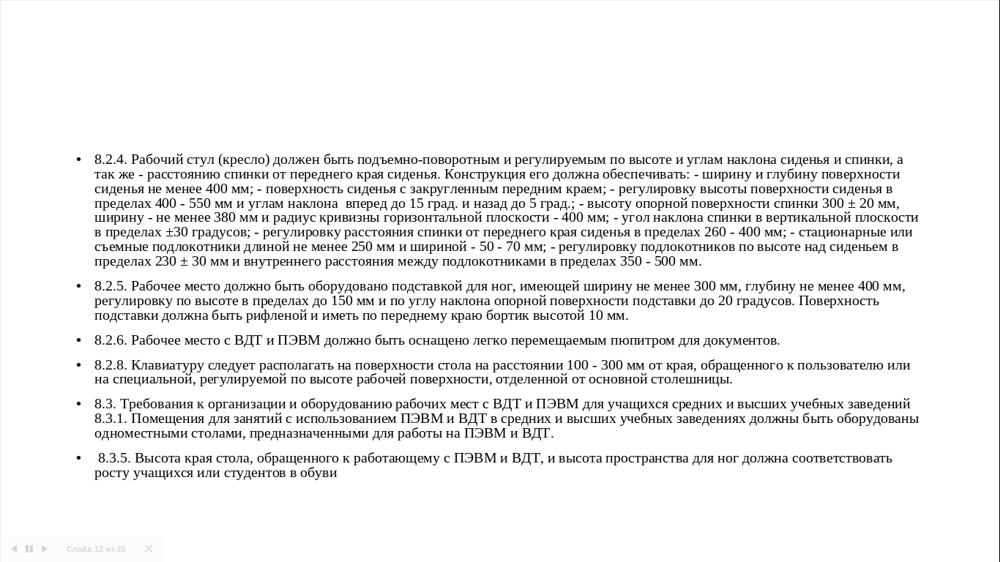 • 8.2.4. Рабочий стул (кресло) должен быть подъемно-поворотным и регулируемым по высоте и углам наклона сиденья и спинки, а
так же - расстоянию спинки от переднего края сиденья. Конструкция его должна обеспечивать: - ширину и глубину поверхности
сиденья не менее 400 мм; - поверхность сиденья с закругленным передним краем; - регулировку высоты поверхности сиденья в
пределах 400 - 550 мм и углам наклона  вперед до 15 град. и назад до 5 град.; - высоту опорной поверхности спинки 300 ± 20 мм,
ширину - не менее 380 мм и радиус кривизны горизонтальной плоскости - 400 мм; - угол наклона спинки в вертикальной плоскости
в пределах ±30 градусов; - регулировку расстояния спинки от переднего края сиденья в пределах 260 - 400 мм; - стационарные или
съемные подлокотники длиной не менее 250 мм и шириной - 50 - 70 мм; - регулировку подлокотников по высоте над сиденьем в
пределах 230 ± 30 мм и внутреннего расстояния между подлокотниками в пределах 350 - 500 мм.
• 8.2.5. Рабочее место должно быть оборудовано подставкой для ног, имеющей ширину не менее 300 мм, глубину не менее 400 мм,
регулировку по высоте в пределах до 150 мм и по углу наклона опорной поверхности подставки до 20 градусов. Поверхность
подставки должна быть рифленой и иметь по переднему краю бортик высотой 10 мм.
• 8.2.6. Рабочее место с ВДТ и ПЭВМ должно быть оснащено легко перемещаемым пюпитром для документов.
• 8.2.8. Клавиатуру следует располагать на поверхности стола на расстоянии 100 - 300 мм от края, обращенного к пользователю или
на специальной, регулируемой по высоте рабочей поверхности, отделенной от основной столешницы.
• 8.3. Требования к организации и оборудованию рабочих мест с ВДТ и ПЭВМ для учащихся средних и высших учебных заведений
8.3.1. Помещения для занятий с использованием ПЭВМ и ВДТ в средних и высших учебных заведениях должны быть оборудованы
одноместными столами, предназначенными для работы на ПЭВМ и ВДТ.
• 8.3.5. Высота края стола, обращенного к работающему с ПЭВМ и ВДТ, и высота пространства для ног должна соответствовать
росту учащихся или студентов в обуви
Слайд 12 из 20